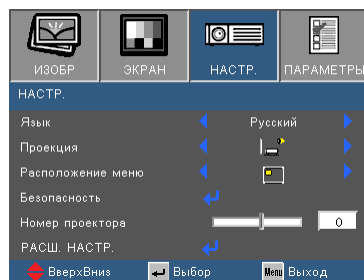 ИЗОБР ЭКРАН НАСТР. ПАРАМЕТРЫ
НАСТР.
Язык Русский
Проекция
Расположение меню
Безопасность
Номер проектора 0
РАСШ. НАСТР.
ВверхВниз Выбор Menu Выход